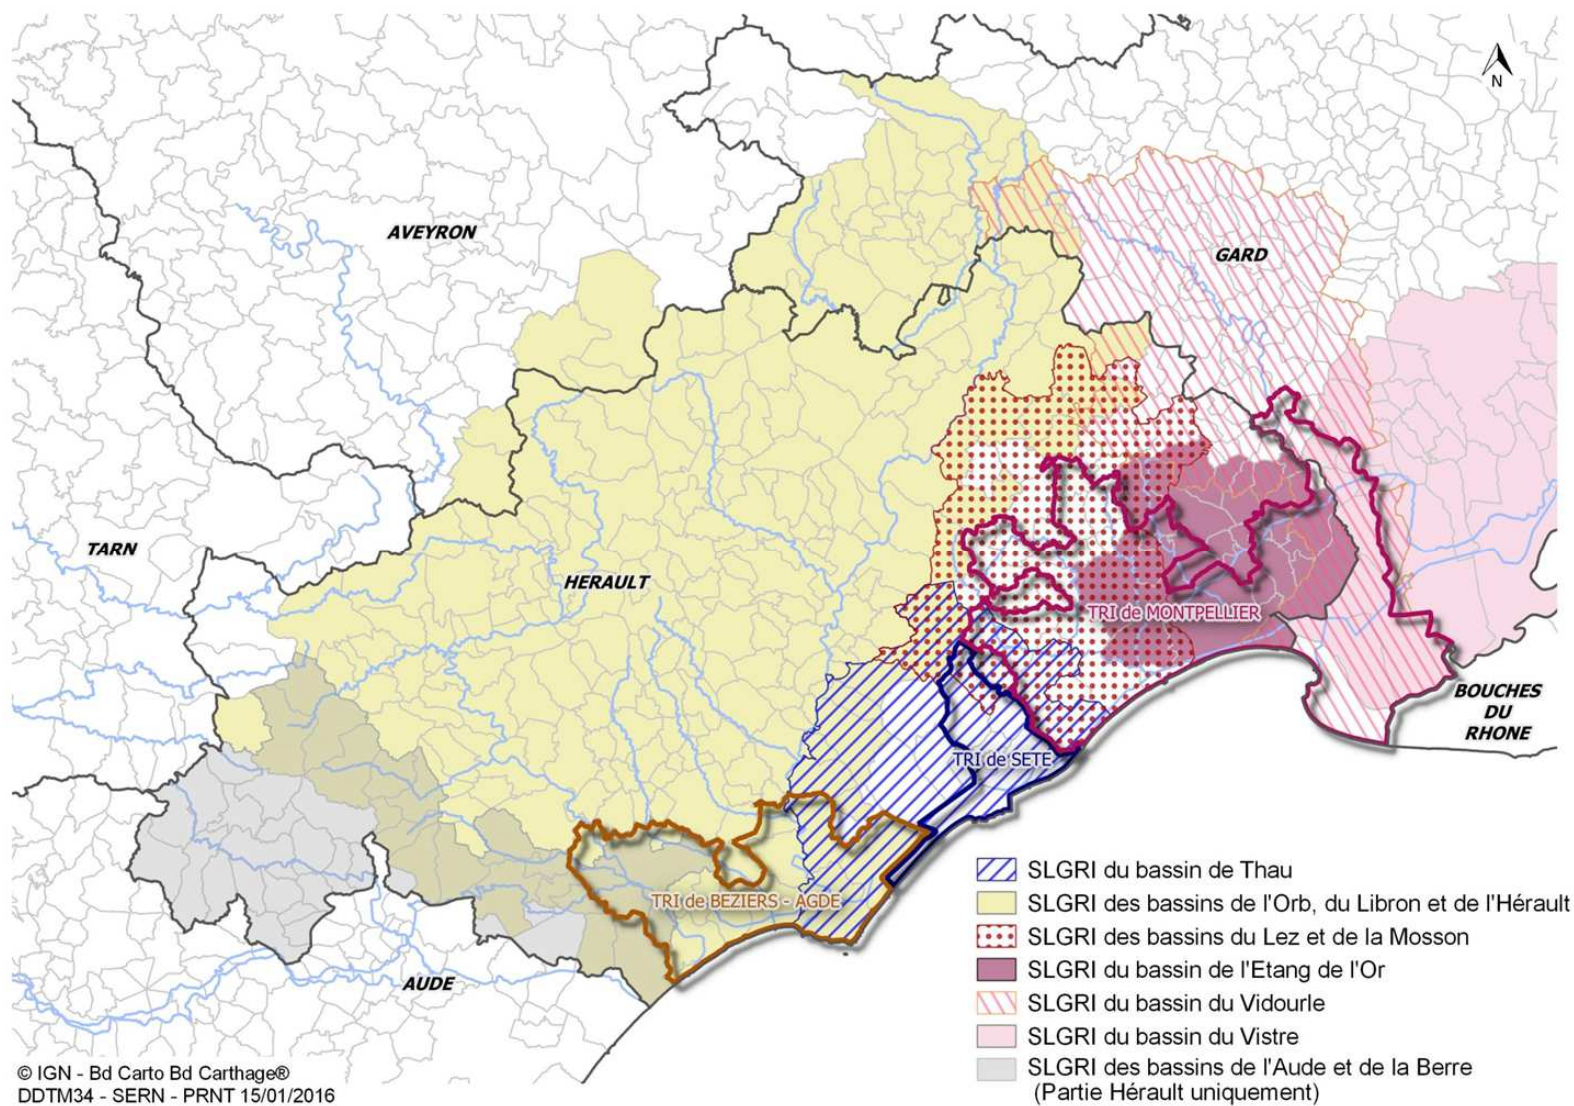 N
AVEYRON
GARD
TARN
HERAULT
TRI de MONTPELLIER
BOUCHES
DU
RHONE
TRI de SETE
TRI de BEZIERS - AGDE
AUDE
SLGRI du bassin de Thau
SLGRI des bassins de l'Orb, du Libron et de l'Hérault
SLGRI des bassins du Lez et de la Mosson
SLGRI du bassin de l'Etang de l'Or
SLGRI du bassin du Vidourle
SLGRI du bassin du Vistre
SLGRI des bassins de l'Aude et de la Berre
(Partie Hérault uniquement)
© IGN - Bd Carto Bd Carthage®
DDTM34 - SERN - PRNT 15/01/2016